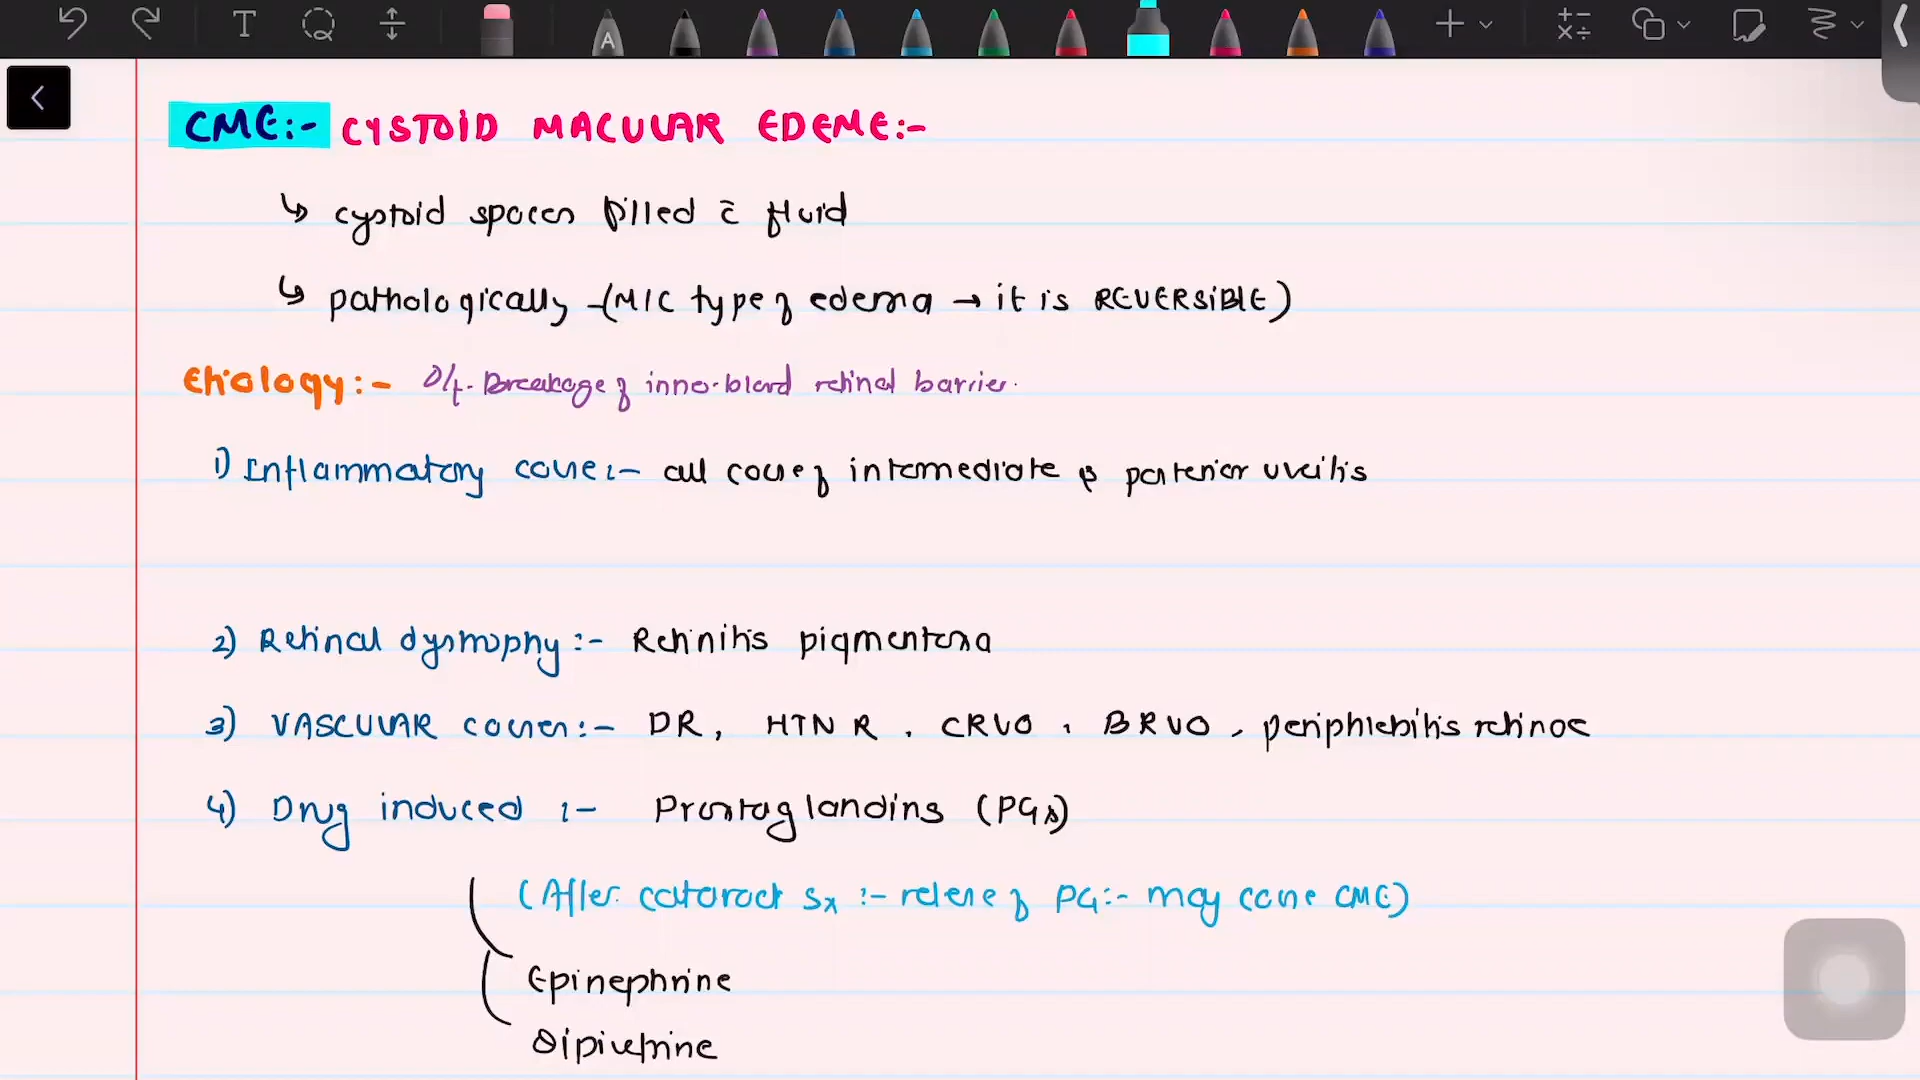 CME:- CYSTOID MACULAR EDEME:-
↳ cystoid spaces filled c̄ fluid
↳ pathologically -(M/C type of edema → it is REVERSIBLE)
Etiology:- D/t. Breakage of inner-blood retinal barrier.
1) Inflammatory cause:- all cause of intermediate & posterior uveitis
2) Retinal dystrophy:- Retinitis pigmentosa
3) VASCULAR causes:- DR, HTN R, CRVO, BRVO, periphlebitis retinae
4) Drug induced :- Prostaglandins (PGs)
(After cataract Sx :- release of PG:- may cause CME)
Epinephrine
Dipivefrine